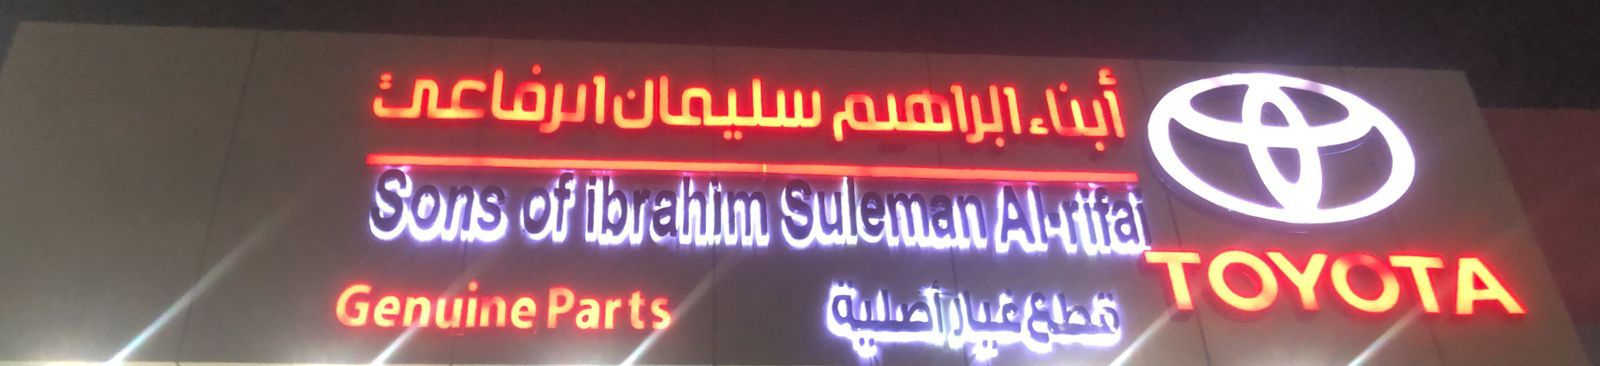 أبناء ابراهيم سليمان الرفاعي
Sons of ibrahim Suleman Al-rifai
TOYOTA
Genuine Parts
قطع غيار أصلية